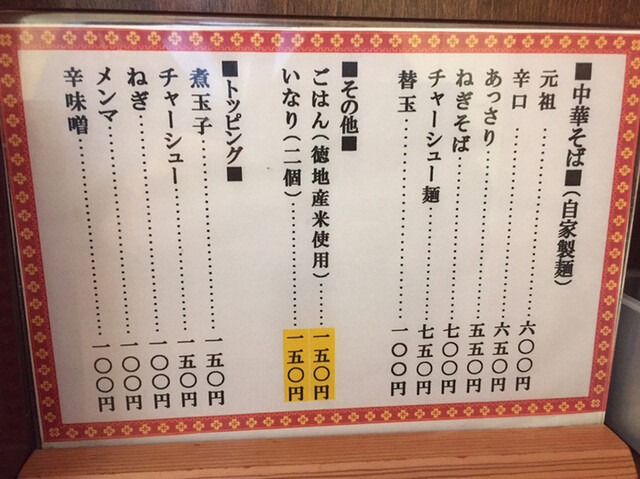 ■中華そば■（自家製麺）
元祖……………六〇〇円
辛口……………六五〇円
あっさり……………五五〇円
ねぎそば……………七〇〇円
チャーシュー麺……………七五〇円
替玉……………一〇〇円
■その他■
ごはん（徳地産米使用）……一五〇円
いなり（二個）……………一五〇円
■トッピング■
煮玉子……………一五〇円
チャーシュー……………一五〇円
ねぎ……………一〇〇円
メンマ……………一〇〇円
辛味噌……………一〇〇円